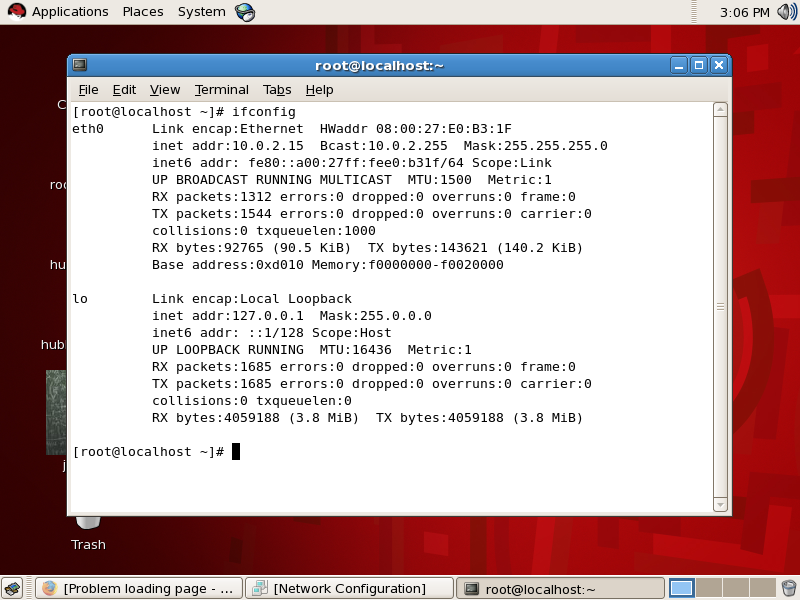 Applications Places System 3:06 PM
root@localhost:~
File Edit View Terminal Tabs Help
[root@localhost ~]# ifconfig
eth0 Link encap:Ethernet HWaddr 08:00:27:E0:B3:1F
inet addr:10.0.2.15 Bcast:10.0.2.255 Mask:255.255.255.0
inet6 addr: fe80::a00:27ff:fee0:b31f/64 Scope:Link
UP BROADCAST RUNNING MULTICAST MTU:1500 Metric:1
RX packets:1312 errors:0 dropped:0 overruns:0 frame:0
TX packets:1544 errors:0 dropped:0 overruns:0 carrier:0
collisions:0 txqueuelen:1000
RX bytes:92765 (90.5 KiB) TX bytes:143621 (140.2 KiB)
Base address:0xd010 Memory:f0000000-f0020000
lo Link encap:Local Loopback
inet addr:127.0.0.1 Mask:255.0.0.0
inet6 addr: ::1/128 Scope:Host
UP LOOPBACK RUNNING MTU:16436 Metric:1
RX packets:1685 errors:0 dropped:0 overruns:0 frame:0
TX packets:1685 errors:0 dropped:0 overruns:0 carrier:0
collisions:0 txqueuelen:0
RX bytes:4059188 (3.8 MiB) TX bytes:4059188 (3.8 MiB)
[root@localhost ~]#
Trash
[Problem loading page - ... [Network Configuration] root@localhost:~